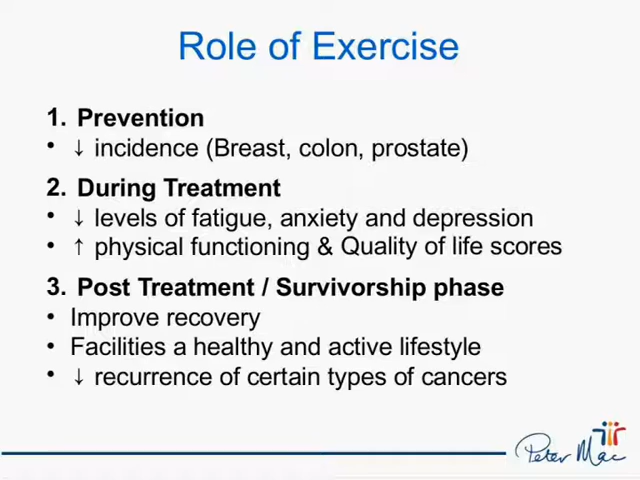 Role of Exercise
1. Prevention
• ↓ incidence (Breast, colon, prostate)
2. During Treatment
• ↓ levels of fatigue, anxiety and depression
• ↑ physical functioning & Quality of life scores
3. Post Treatment / Survivorship phase
• Improve recovery
• Facilities a healthy and active lifestyle
• ↓ recurrence of certain types of cancers
Peter Mac